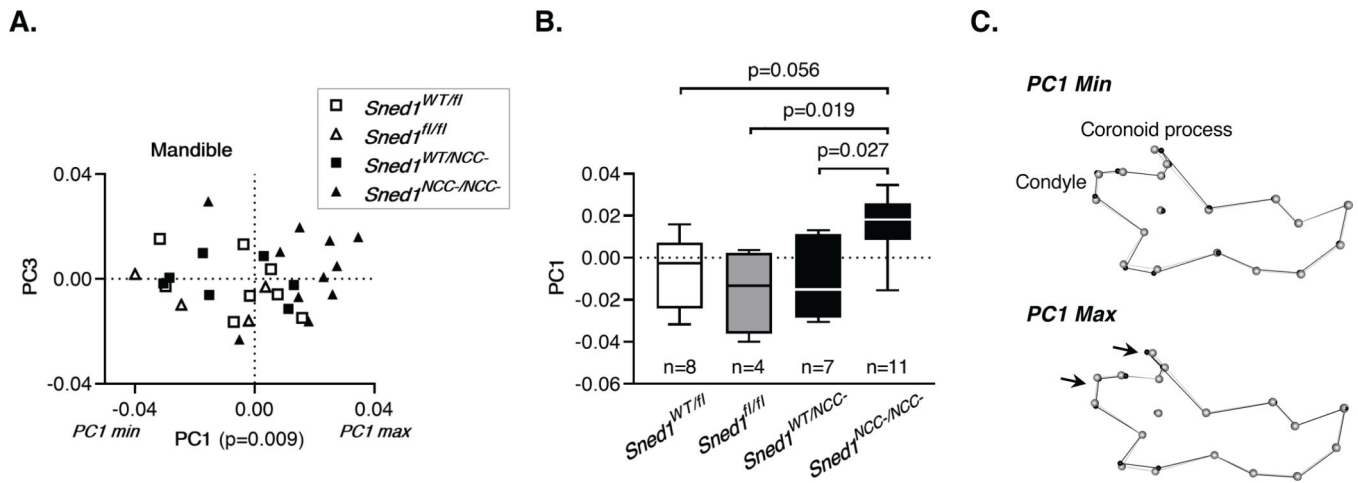 A.
Sned1WT/fl
Sned1fl/fl
Sned1WT/NCC-
Sned1NCC-/NCC-
Mandible
0.04
0.00
-0.04
PC3
-0.04 0.00 0.04
PC1 min PC1 (p=0.009) PC1 max
B.
p=0.056
p=0.019
p=0.027
0.04
0.02
0.00
-0.02
-0.04
-0.06
PC1
n=8 n=4 n=7 n=11
Sned1WT/fl
Sned1fl/fl
Sned1WT/NCC-
Sned1NCC-/NCC-
C.
PC1 Min
Coronoid process
Condyle
PC1 Max